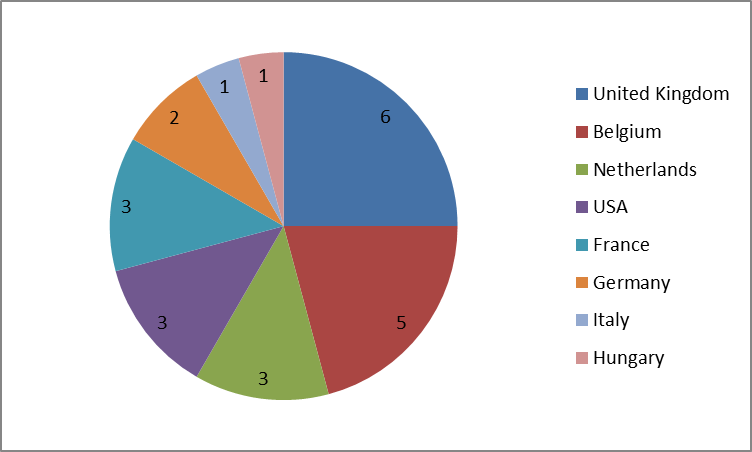 6
5
3
3
3
2
1
1
United Kingdom
Belgium
Netherlands
USA
France
Germany
Italy
Hungary